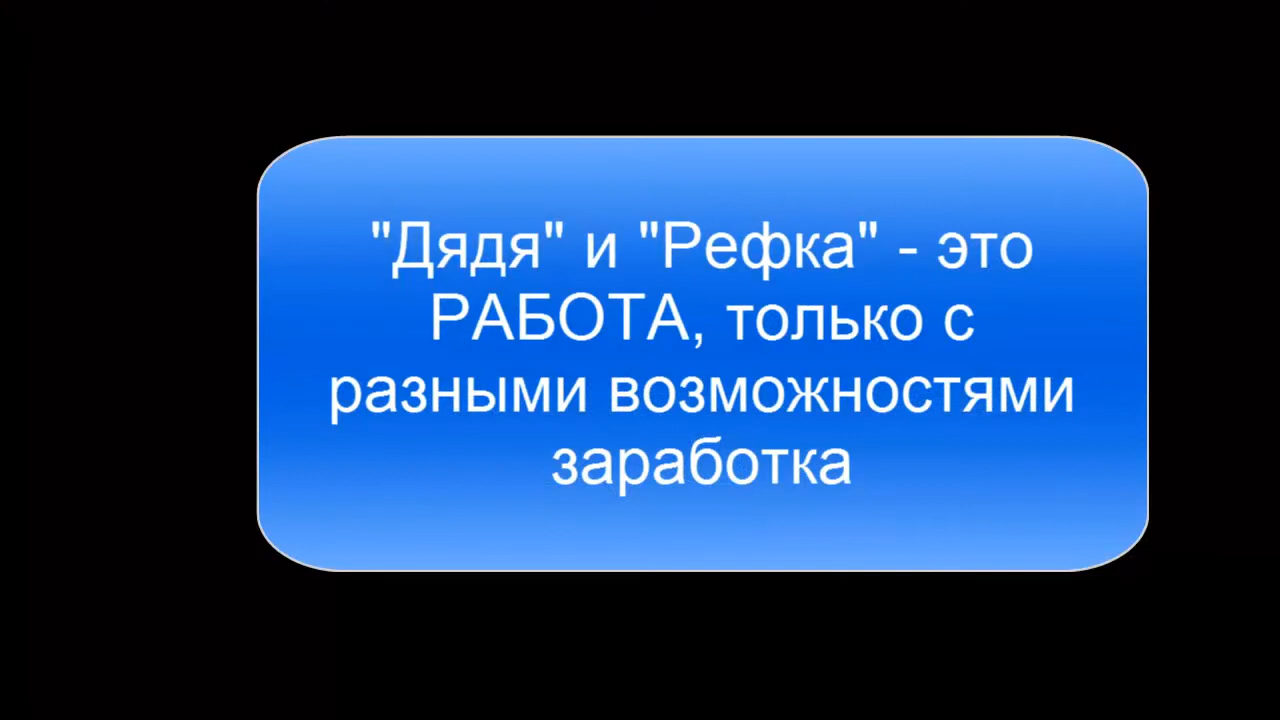 "Дядя" и "Рефка" - это
РАБОТА, только с
разными возможностями
заработка